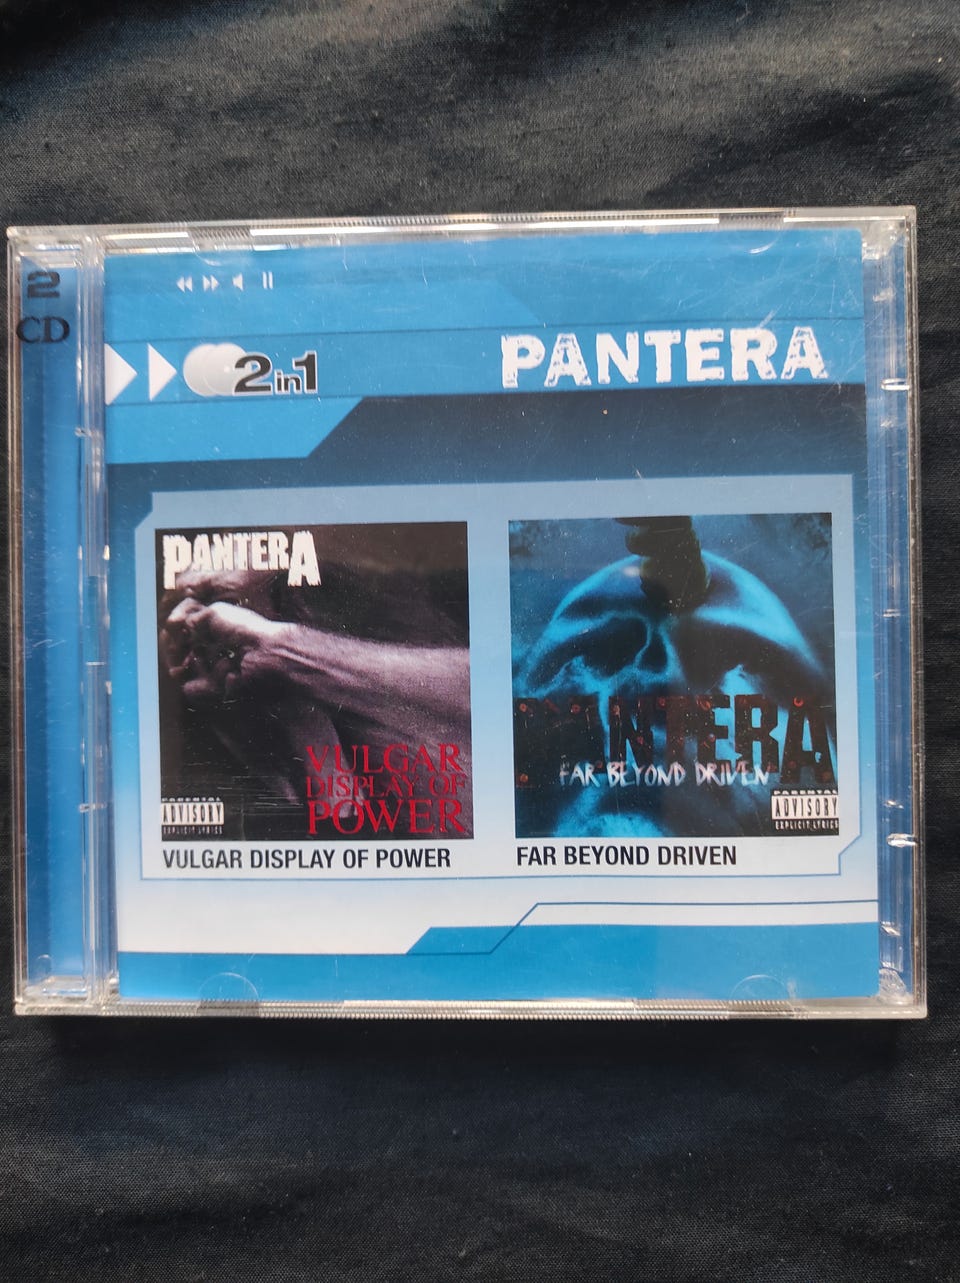 2
CD
2in1
PANTERA
PANTERA
VULGAR
DISPLAY OF
POWER
PARENTAL
ADVISORY
EXPLICIT LYRICS
VULGAR DISPLAY OF POWER
PANTERA
FAR BEYOND DRIVEN
PARENTAL
ADVISORY
EXPLICIT LYRICS
FAR BEYOND DRIVEN